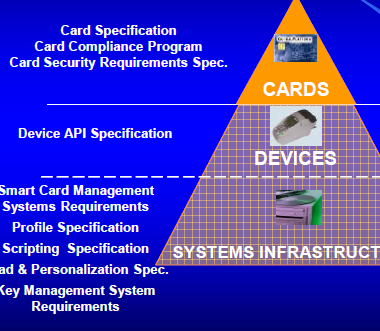 Card Specification
Card Compliance Program
Card Security Requirements Spec.
CARDS
Device API Specification
DEVICES
Smart Card Management
Systems Requirements
Profile Specification
Scripting Specification
SYSTEMS INFRASTRUCT
ad & Personalization Spec.
Key Management System
Requirements